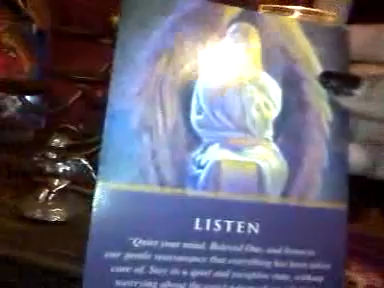 LISTEN
"Quiet your mind, Beloved One, and listen to
our gentle reassurance that everything has been taken
care of. Stay in a quiet and receptive state, without
worrying about the